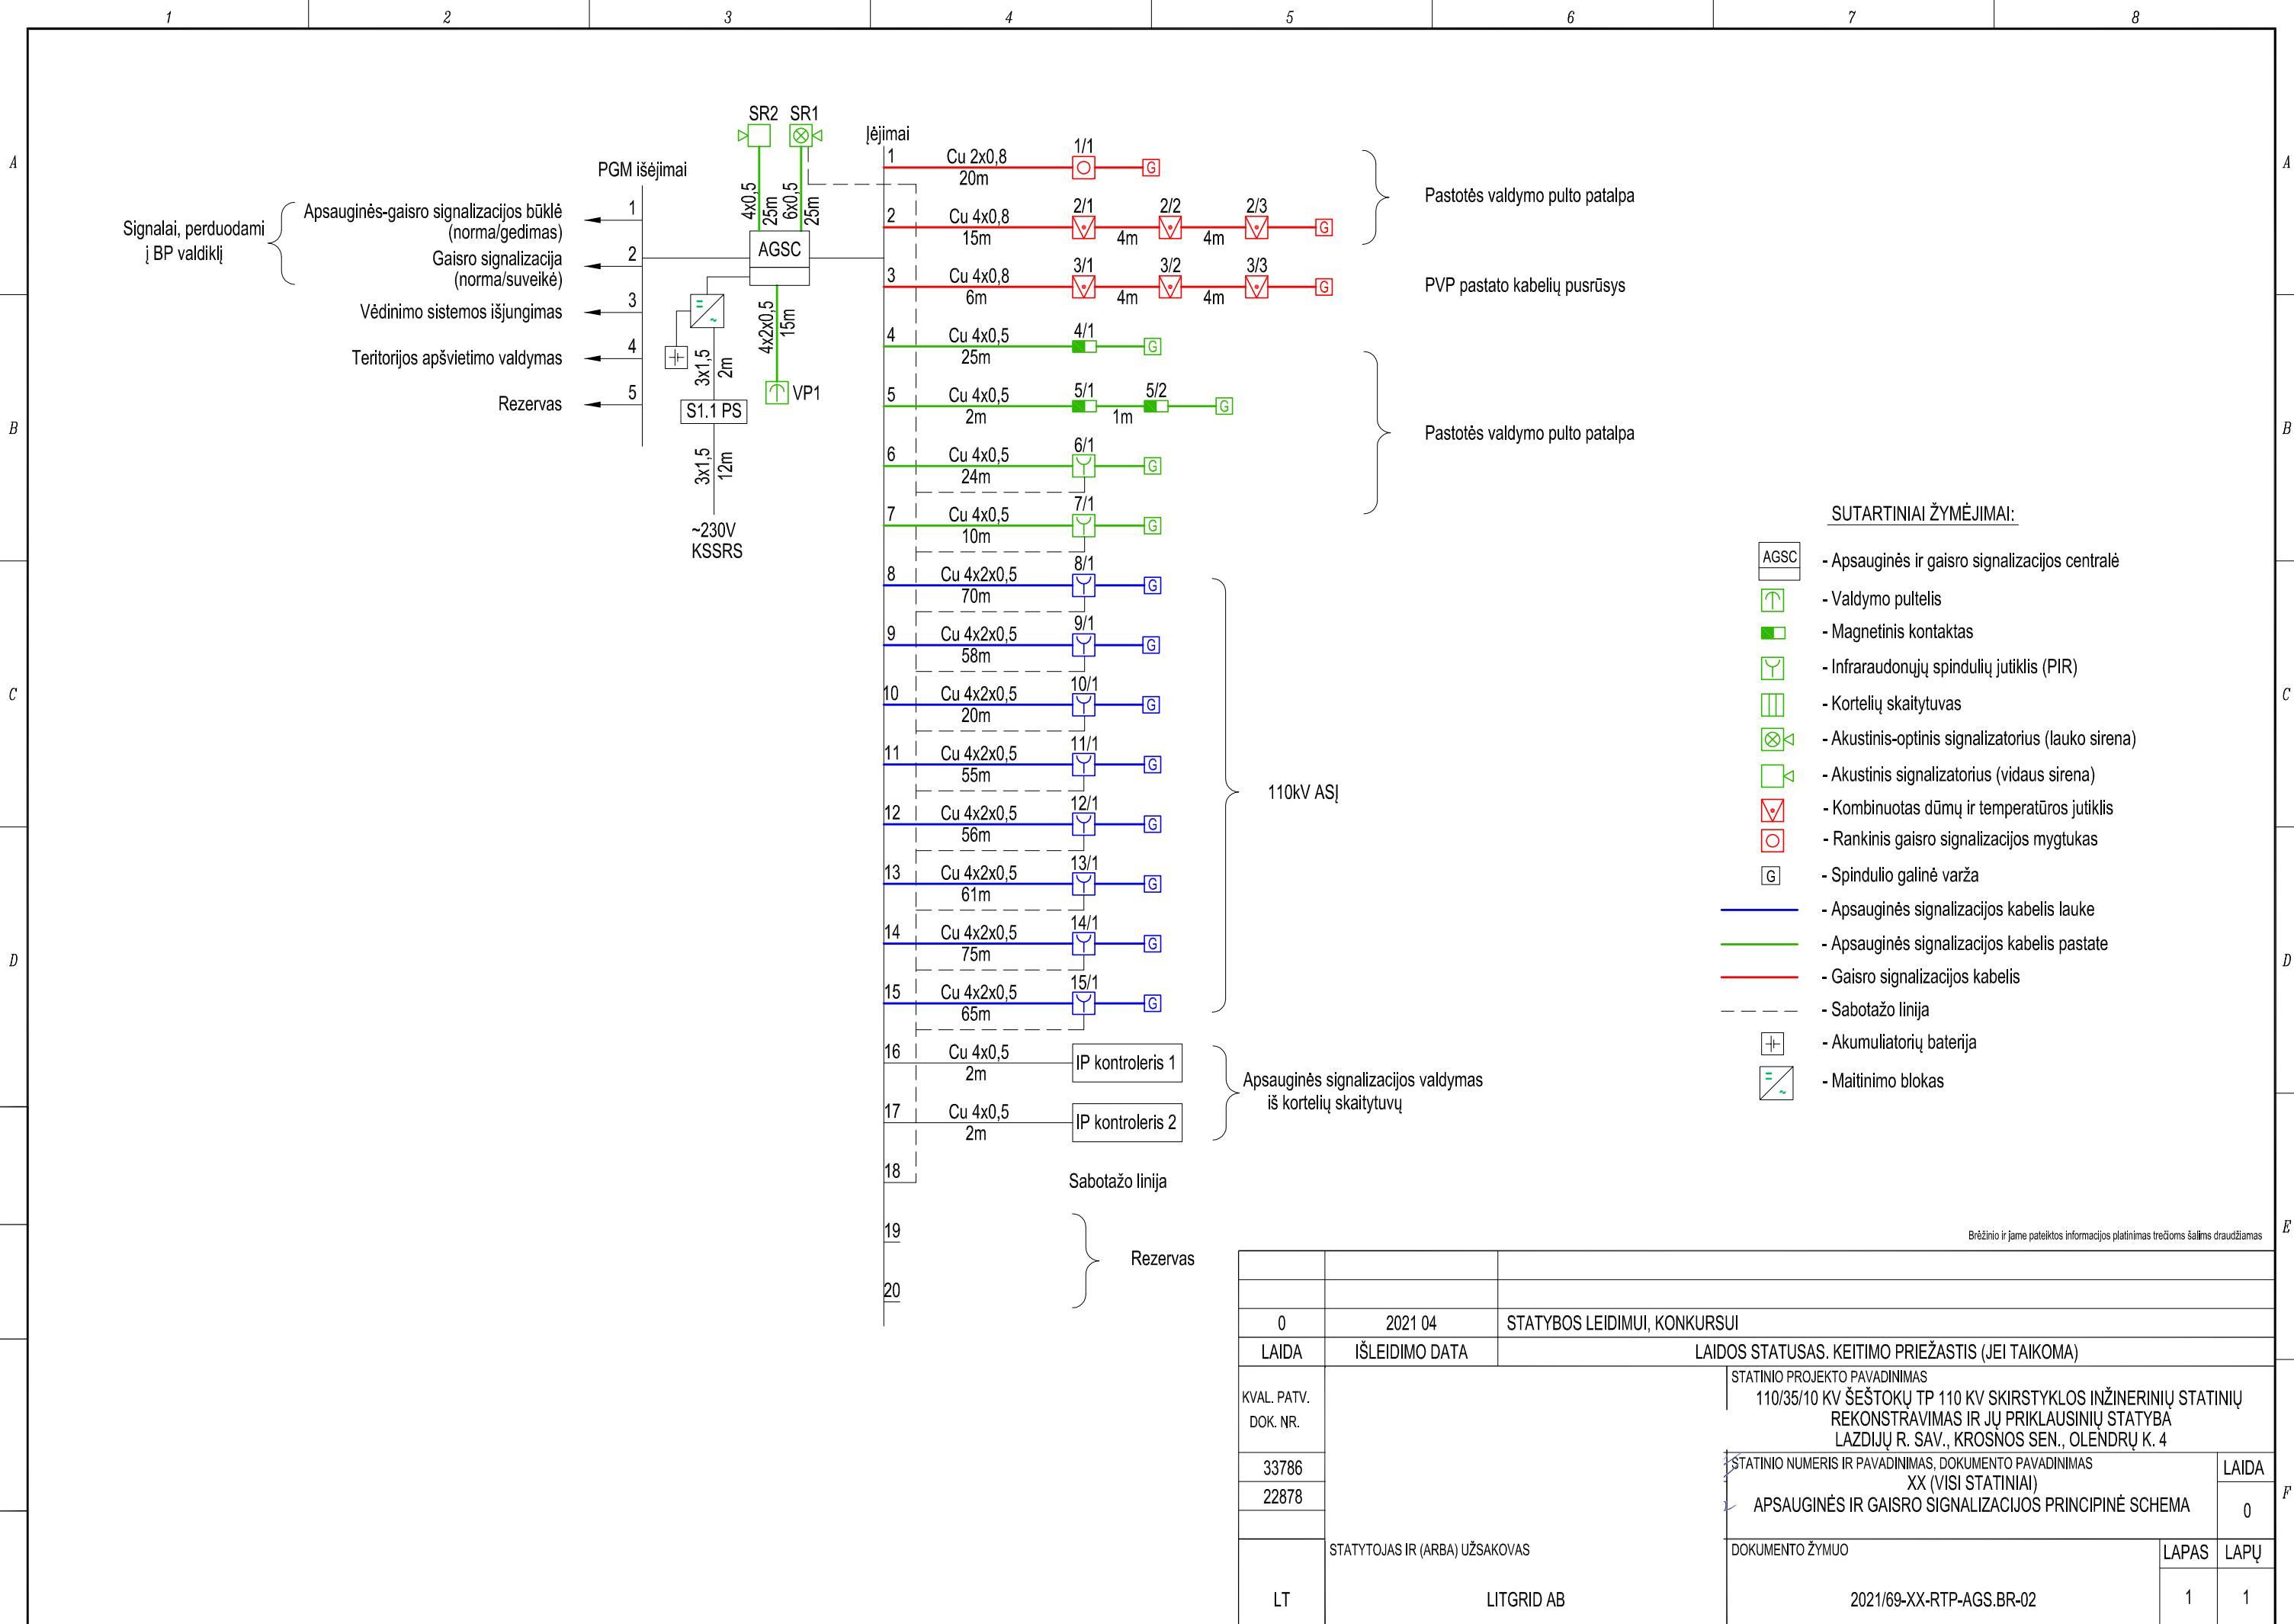 1 2 3 4 5 6 7 8
A
B
C
D
A
B
C
D
E
F
SR2 SR1
4x0,5
25m
6x0,5
25m
AGSC
PGM išėjimai
Signalai, perduodami
į BP valdiklį
Apsauginės-gaisro signalizacijos būklė
(norma/gedimas)
1
Gaisro signalizacija
(norma/suveikė)
2
Vėdinimo sistemos išjungimas
3
Teritorijos apšvietimo valdymas
4
Rezervas
5
=
~
3x1,5
2m
4x2x0,5
15m
VP1
S1.1 PS
3x1,5
12m
~230V
KSSRS
Įėjimai
1 Cu 2x0,8 1/1
20m G
2 Cu 4x0,8 2/1 2/2 2/3
15m 4m 4m G
Pastotės valdymo pulto patalpa
3 Cu 4x0,8 3/1 3/2 3/3
6m 4m 4m G
PVP pastato kabelių pusrūsys
4 Cu 4x0,5 4/1
25m G
5 Cu 4x0,5 5/1 5/2
2m 1m G
6 Cu 4x0,5 6/1
24m G
7 Cu 4x0,5 7/1
10m G
Pastotės valdymo pulto patalpa
8 Cu 4x2x0,5 8/1
70m G
9 Cu 4x2x0,5 9/1
58m G
10 Cu 4x2x0,5 10/1
20m G
11 Cu 4x2x0,5 11/1
55m G
12 Cu 4x2x0,5 12/1
56m G
13 Cu 4x2x0,5 13/1
61m G
14 Cu 4x2x0,5 14/1
75m G
15 Cu 4x2x0,5 15/1
65m G
110kV ASĮ
16 Cu 4x0,5
2m
IP kontroleris 1
17 Cu 4x0,5
2m
IP kontroleris 2
Apsauginės signalizacijos valdymas
iš kortelių skaitytuvų
18 Sabotažo linija
19
20
Rezervas
SUTARTINIAI ŽYMĖJIMAI:
AGSC - Apsauginės ir gaisro signalizacijos centralė
- Valdymo pultelis
- Magnetinis kontaktas
- Infraraudonųjų spindulių jutiklis (PIR)
- Kortelių skaitytuvas
- Akustinis-optinis signalizatorius (lauko sirena)
- Akustinis signalizatorius (vidaus sirena)
- Kombinuotas dūmų ir temperatūros jutiklis
- Rankinis gaisro signalizacijos mygtukas
G - Spindulio galinė varža
- Apsauginės signalizacijos kabelis lauke
- Apsauginės signalizacijos kabelis pastate
- Gaisro signalizacijos kabelis
- Sabotažo linija
- Akumuliatorių baterija
= ~ - Maitinimo blokas
Brėžinio ir jame pateiktos informacijos platinimas trečioms šalims draudžiamas
0 2021 04 STATYBOS LEIDIMUI, KONKURSUI
LAIDA IŠLEIDIMO DATA LAIDOS STATUSAS. KEITIMO PRIEŽASTIS (JEI TAIKOMA)
KVAL. PATV.
DOK. NR.
33786
22878
STATINIO PROJEKTO PAVADINIMAS
110/35/10 KV ŠEŠTOKŲ TP 110 KV SKIRSTYKLOS INŽINERINIŲ STATINIŲ
REKONSTRAVIMAS IR JŲ PRIKLAUSINIŲ STATYBA
LAZDIJŲ R. SAV., KROSNOS SEN., OLENDRŲ K. 4
STATINIO NUMERIS IR PAVADINIMAS, DOKUMENTO PAVADINIMAS
XX (VISI STATINIAI)
APSAUGINĖS IR GAISRO SIGNALIZACIJOS PRINCIPINĖ SCHEMA
LAIDA
0
LT
STATYTOJAS IR (ARBA) UŽSAKOVAS
LITGRID AB
DOKUMENTO ŽYMUO
2021/69-XX-RTP-AGS.BR-02
LAPAS LAPŲ
1 1